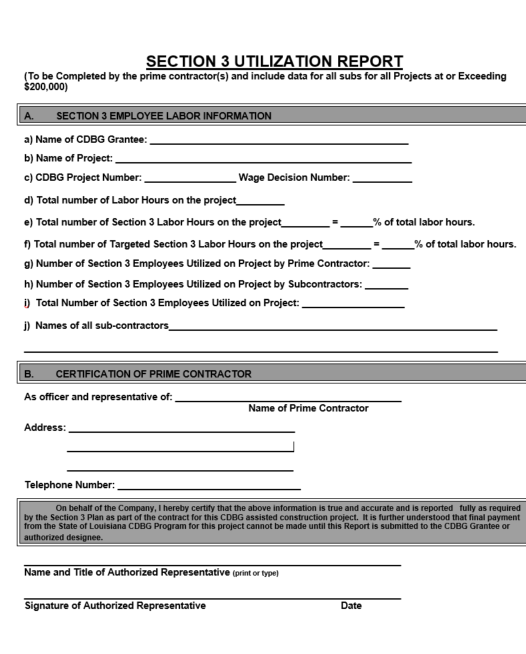 SECTION 3 UTILIZATION REPORT
(To be Completed by the prime contractor(s) and include data for all subs for all Projects at or Exceeding
$200,000)
A. SECTION 3 EMPLOYEE LABOR INFORMATION
a) Name of CDBG Grantee: ____________________
b) Name of Project: ____________________
c) CDBG Project Number: ____________________ Wage Decision Number: ____________
d) Total number of Labor Hours on the project__________
e) Total number of Section 3 Labor Hours on the project__________ = ______% of total labor hours.
f) Total number of Targeted Section 3 Labor Hours on the project__________ = ______% of total labor hours.
g) Number of Section 3 Employees Utilized on Project by Prime Contractor: _______
h) Number of Section 3 Employees Utilized on Project by Subcontractors: ________
i) Total Number of Section 3 Employees Utilized on Project: ____________________
j) Names of all sub-contractors____________________
B. CERTIFICATION OF PRIME CONTRACTOR
As officer and representative of: ____________________
Name of Prime Contractor
Address: ____________________
Telephone Number: ____________________
On behalf of the Company, I hereby certify that the above information is true and accurate and is reported fully as required
by the Section 3 Plan as part of the contract for this CDBG assisted construction project. It is further understood that final payment
from the State of Louisiana CDBG Program for this project cannot be made until this Report is submitted to the CDBG Grantee or
authorized designee.
Name and Title of Authorized Representative (print or type)
Signature of Authorized Representative Date